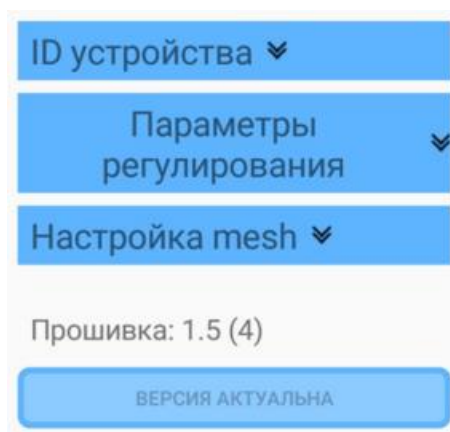 ID устройства
Параметры
регулирования
Настройка mesh
Прошивка: 1.5 (4)
ВЕРСИЯ АКТУАЛЬНА